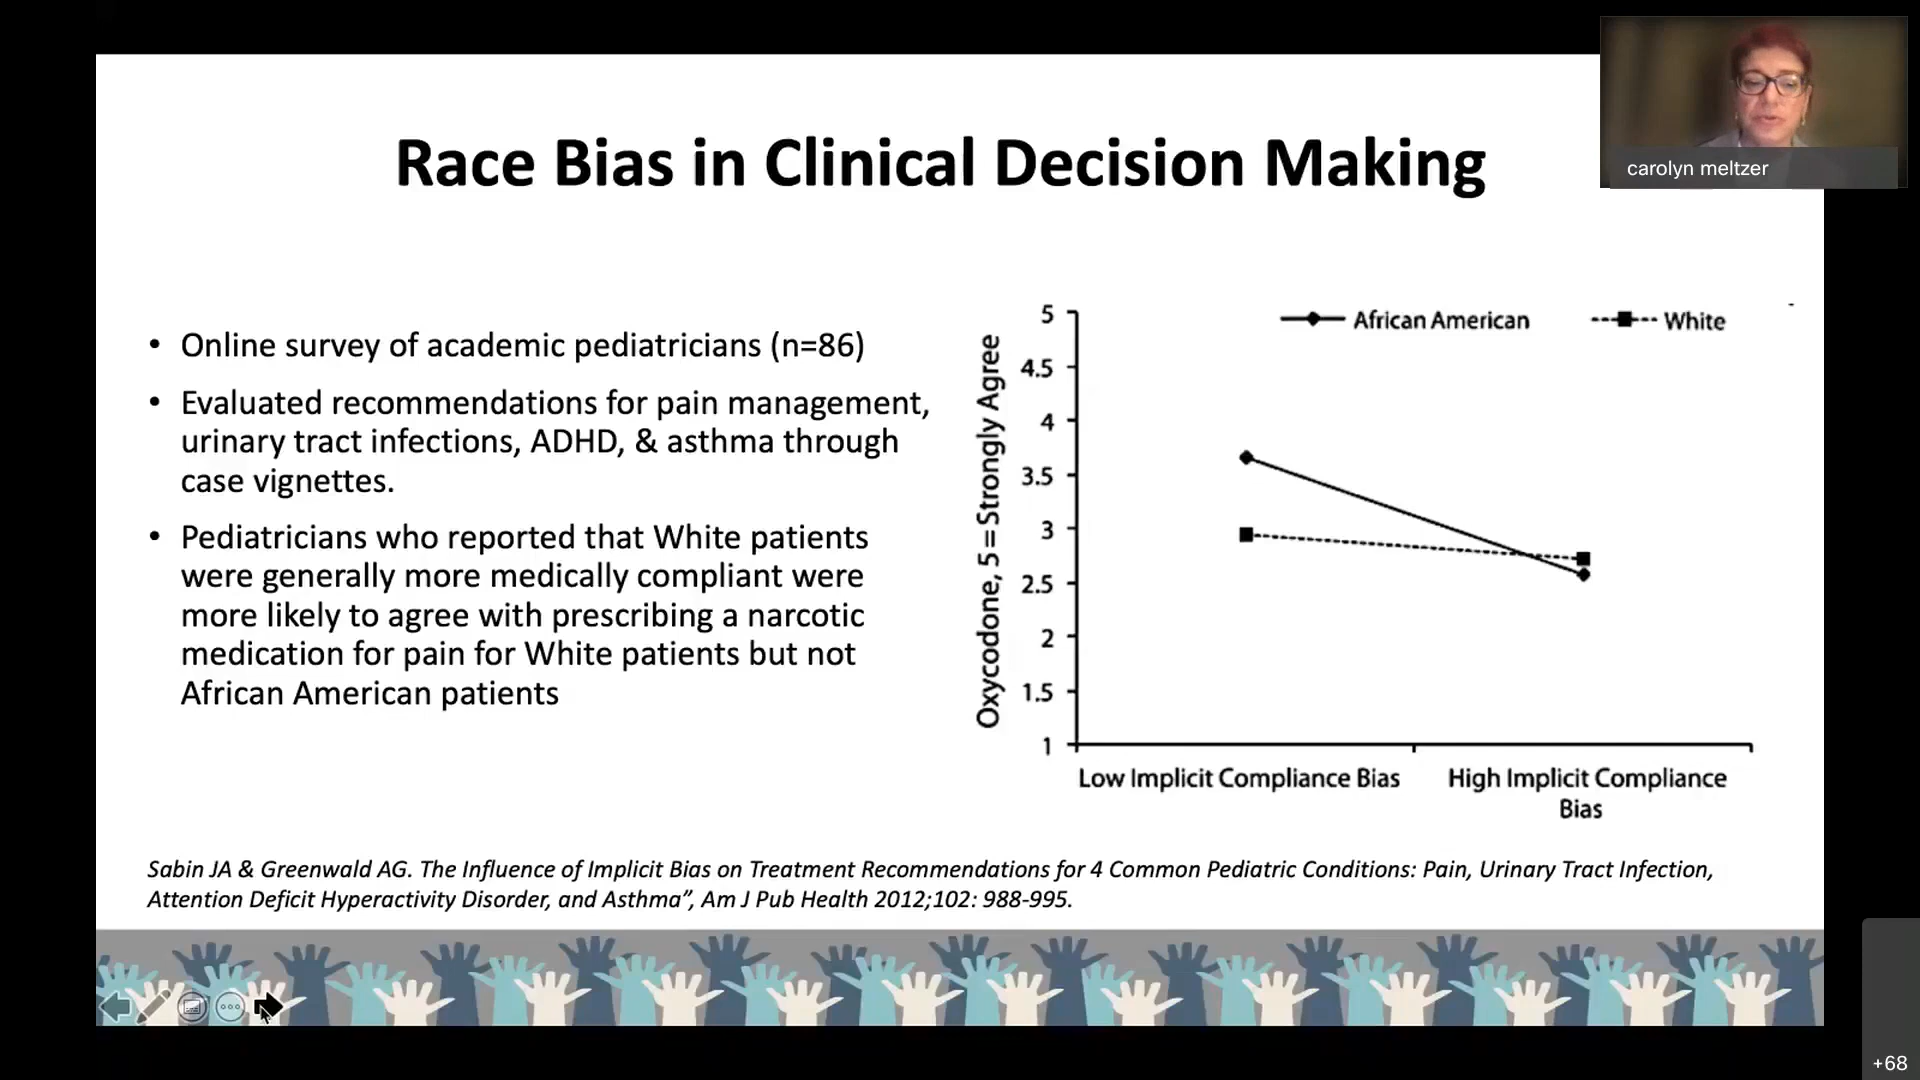 Race Bias in Clinical Decision Making
carolyn meltzer
• Online survey of academic pediatricians (n=86)
• Evaluated recommendations for pain management,
urinary tract infections, ADHD, & asthma through
case vignettes.
• Pediatricians who reported that White patients
were generally more medically compliant were
more likely to agree with prescribing a narcotic
medication for pain for White patients but not
African American patients
African American
White
Oxycodone, 5 = Strongly Agree
5
4.5
4
3.5
3
2.5
2
1.5
1
Low Implicit Compliance Bias
High Implicit Compliance
Bias
Sabin JA & Greenwald AG. The Influence of Implicit Bias on Treatment Recommendations for 4 Common Pediatric Conditions: Pain, Urinary Tract Infection,
Attention Deficit Hyperactivity Disorder, and Asthma”, Am J Pub Health 2012;102: 988-995.
+68